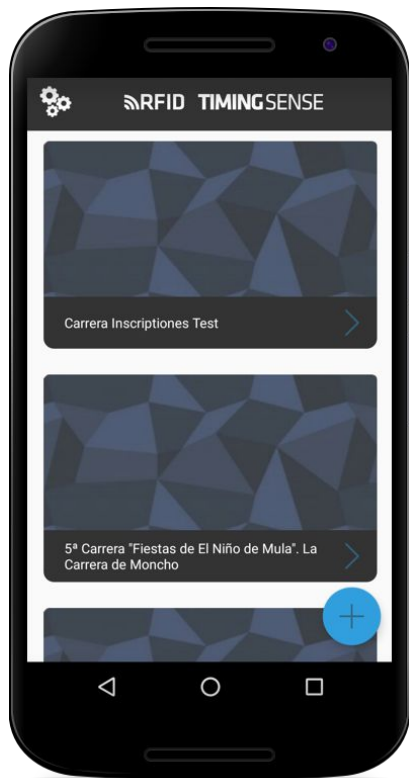 RFID TIMINGSENSE
Carrera Inscriptiones Test
5ª Carrera "Fiestas de El Niño de Mula". La
Carrera de Moncho